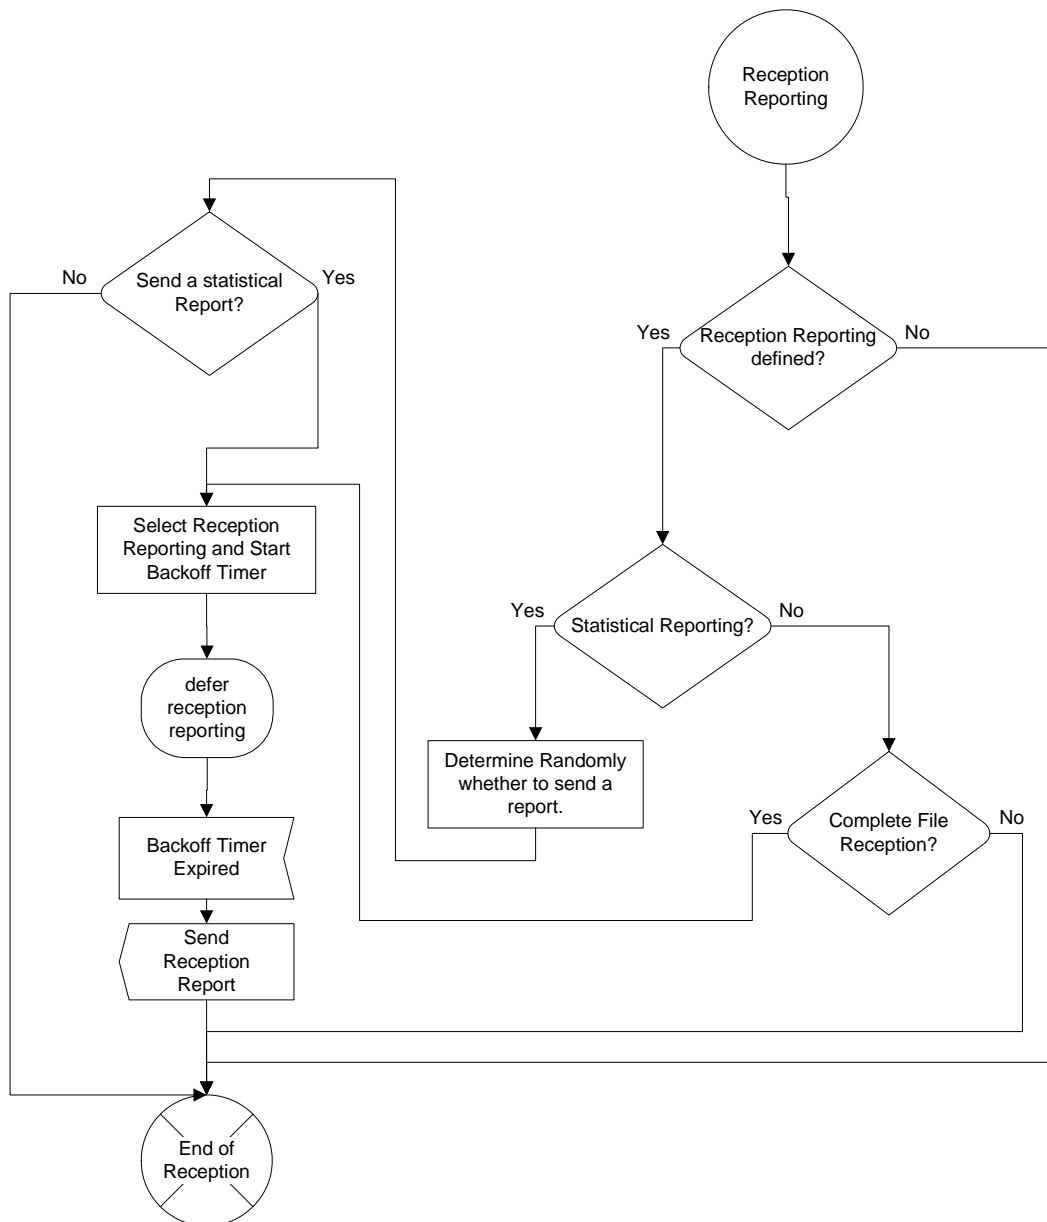 Reception
Reporting
Send a statistical
Report?
No
Yes
Reception Reporting
defined?
Yes
No
Select Reception
Reporting and Start
Backoff Timer
Statistical Reporting?
Yes
No
defer
reception
reporting
Determine Randomly
whether to send a
report.
Complete File
Reception?
Yes
No
Backoff Timer
Expired
Send
Reception
Report
End of
Reception